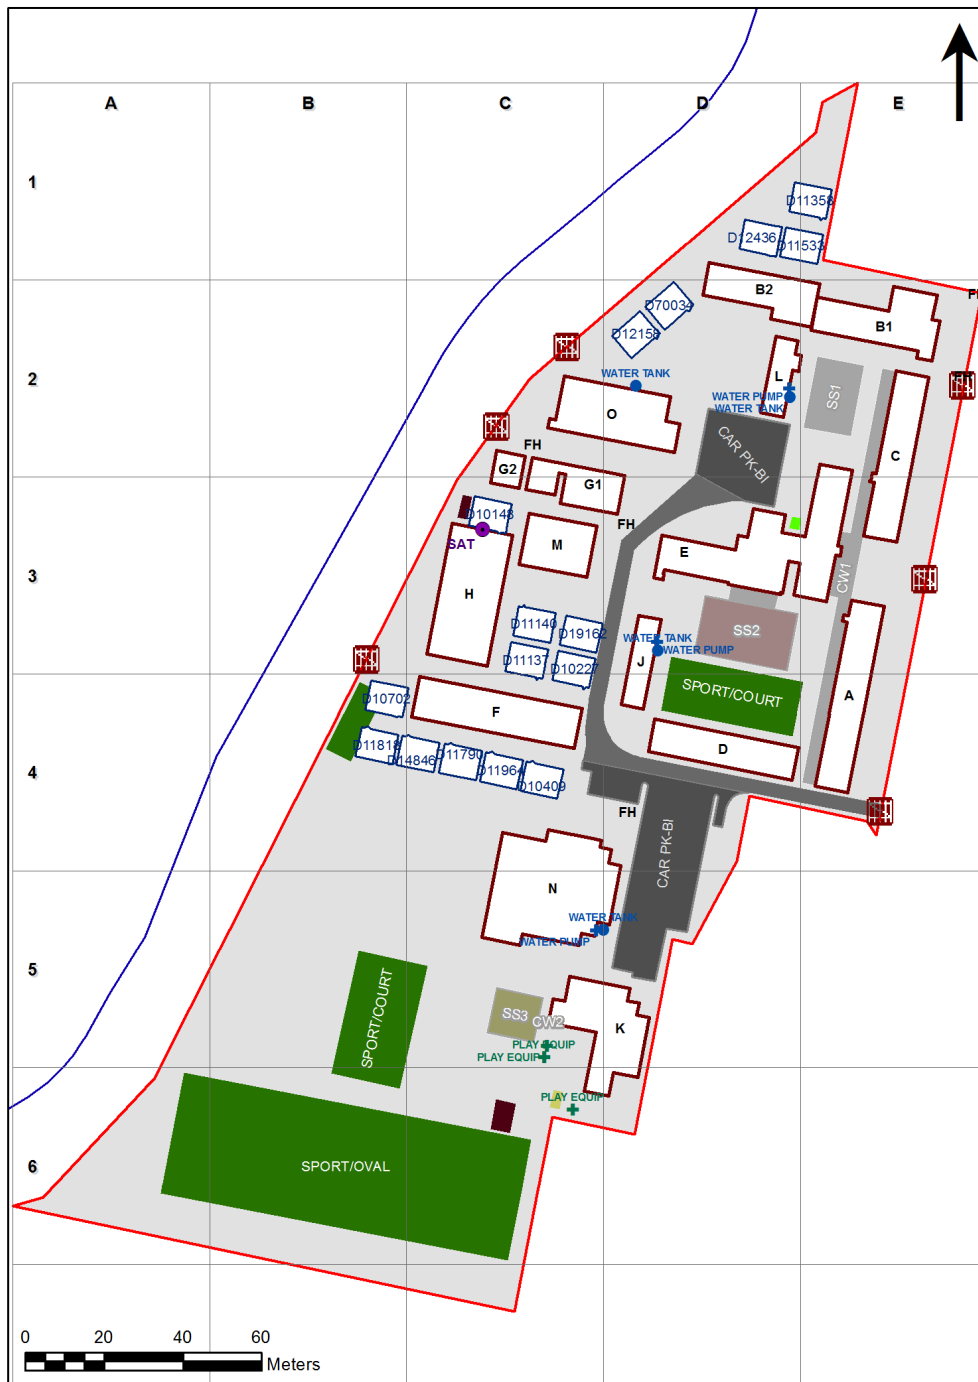 A B C D E
1
D11358
D12436 D11533
B2
FH
D70034
B1
D12158
2
WATER TANK
FH
L
WATER PUMP
WATER TANK
SS1
O
CAR PK-BI
FH
C
G2
G1
D10148
FH
SAT
M
E
3
CW1
H
D11140
D19162
SS2
WATER TANK
WATER PUMP
D11137
D10227
J
SPORT/COURT
A
D10702
F
D11818
D14846
D11790
D11964
D10409
D
4
FH
CAR PK-BI
N
WATER TANK
WATER PUMP
5
SPORT/COURT
SS3
CW2
K
PLAY EQUIP
PLAY EQUIP
PLAY EQUIP
6
SPORT/OVAL
0 20 40 60
Meters